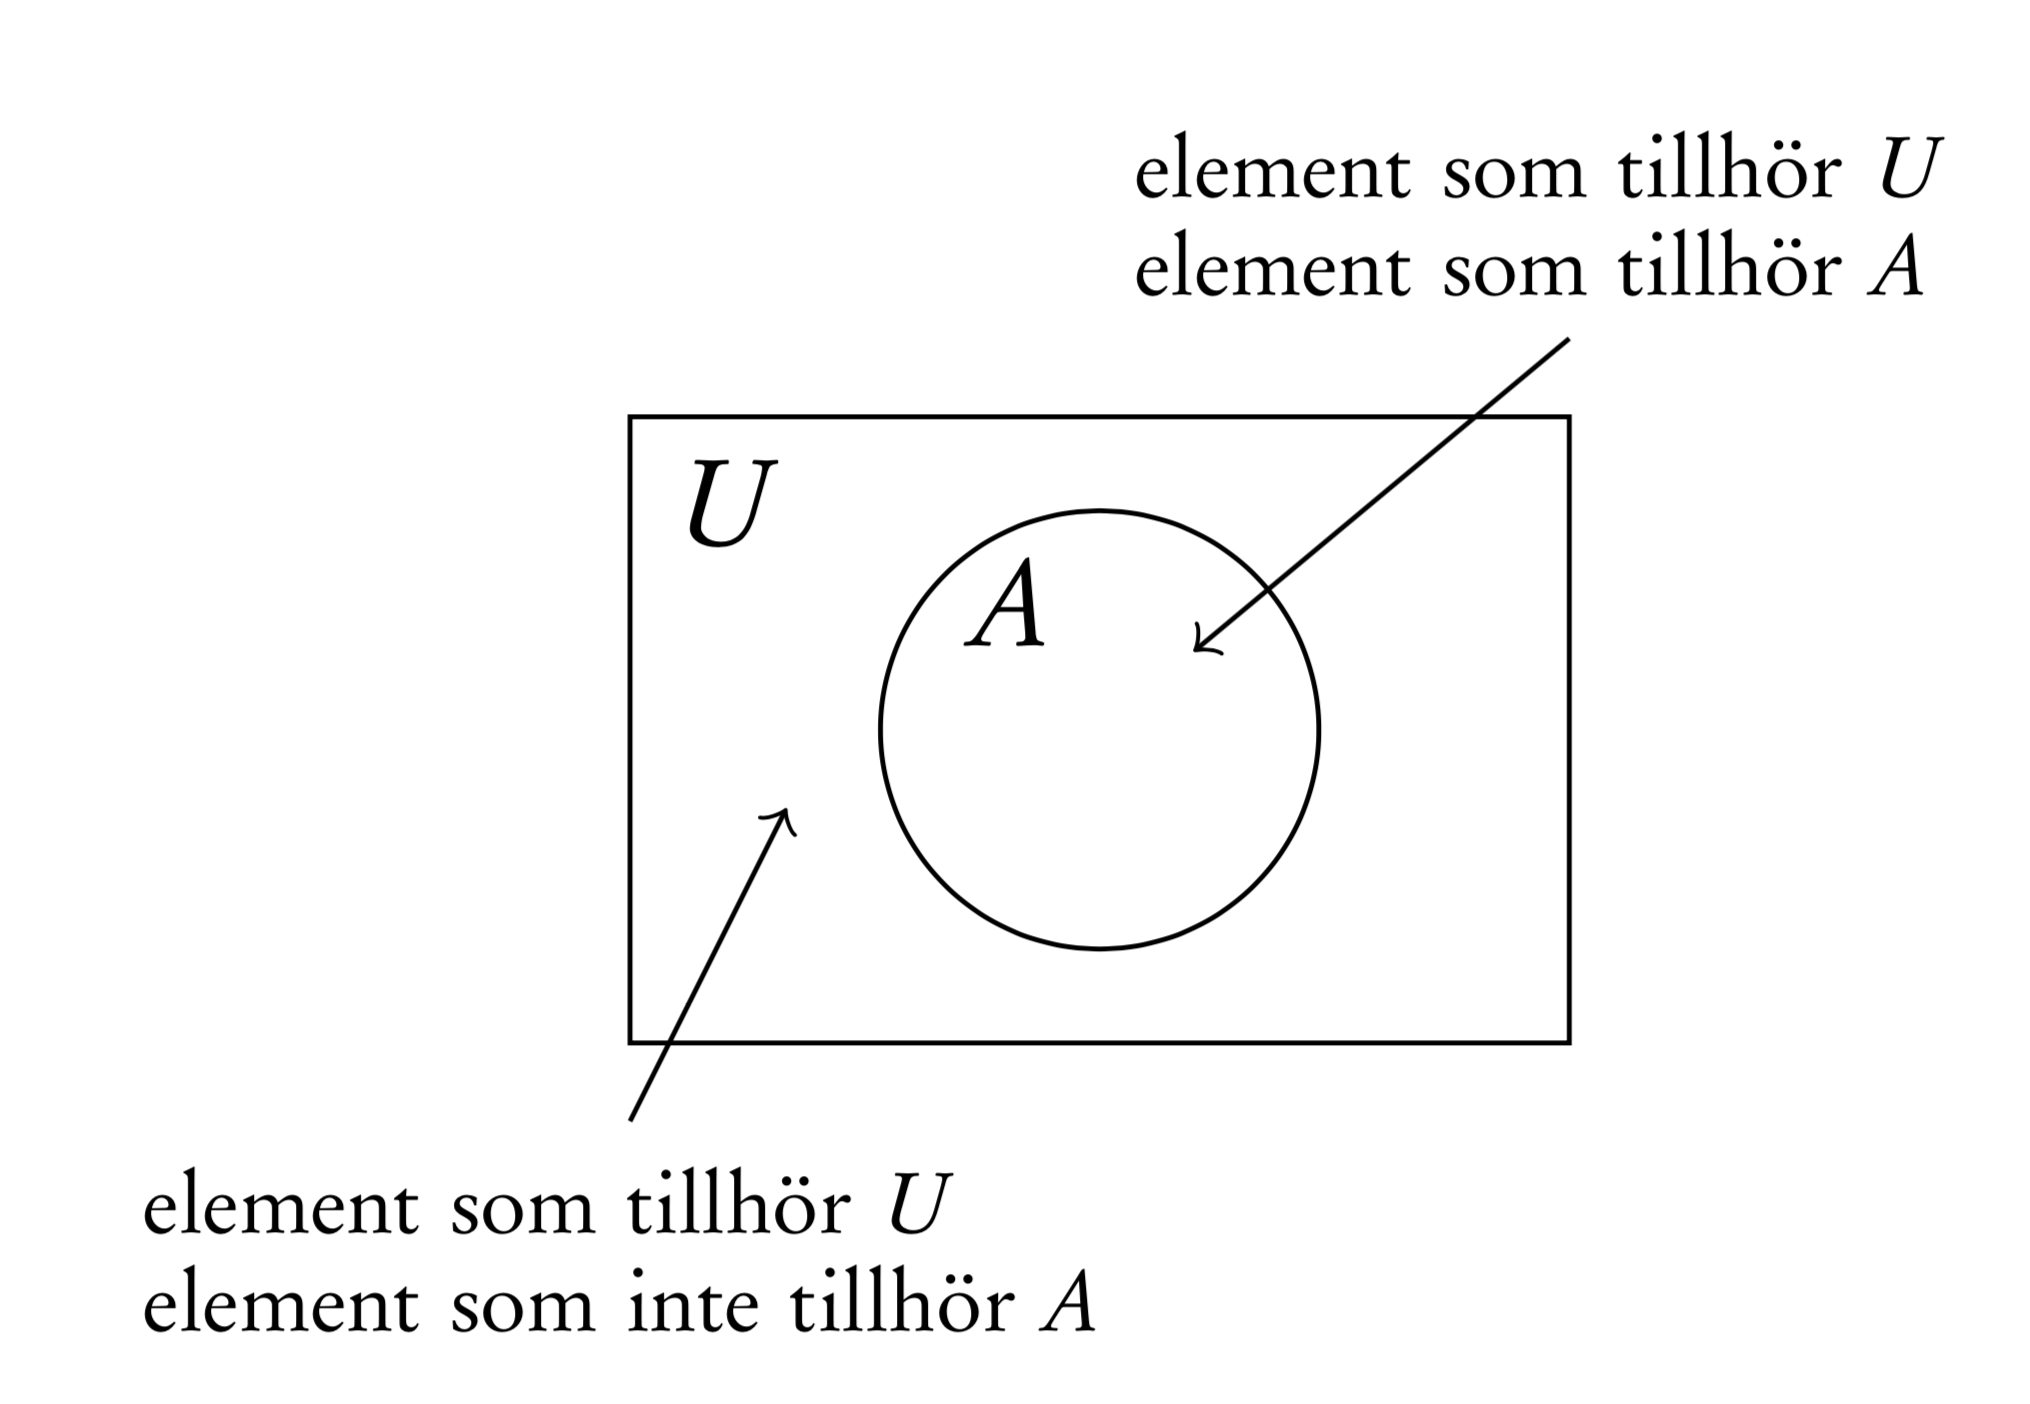 element som tillhör U
element som tillhör A
U
A
element som tillhör U
element som inte tillhör A